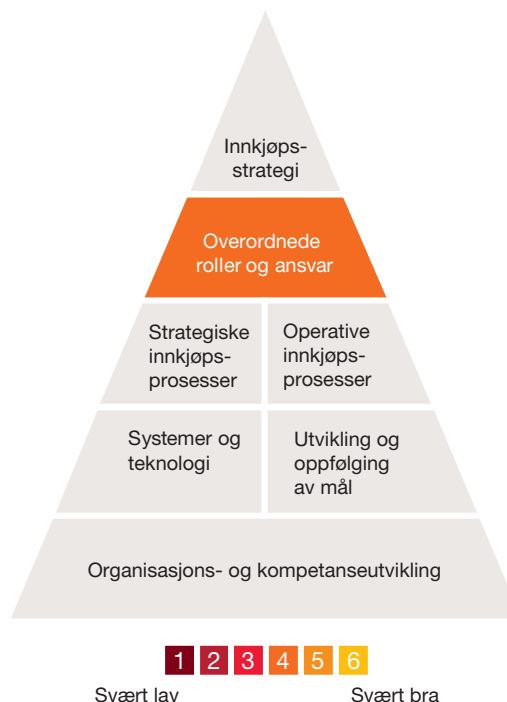 Innkjøps-
strategi
Overordnede
roller og ansvar
Strategiske
innkjøps-
prosesser
Operative
innkjøps-
prosesser
Systemer og
teknologi
Utvikling og
oppfølging
av mål
Organisasjons- og kompetanseutvikling
1 2 3 4 5 6
Svært lav Svært bra